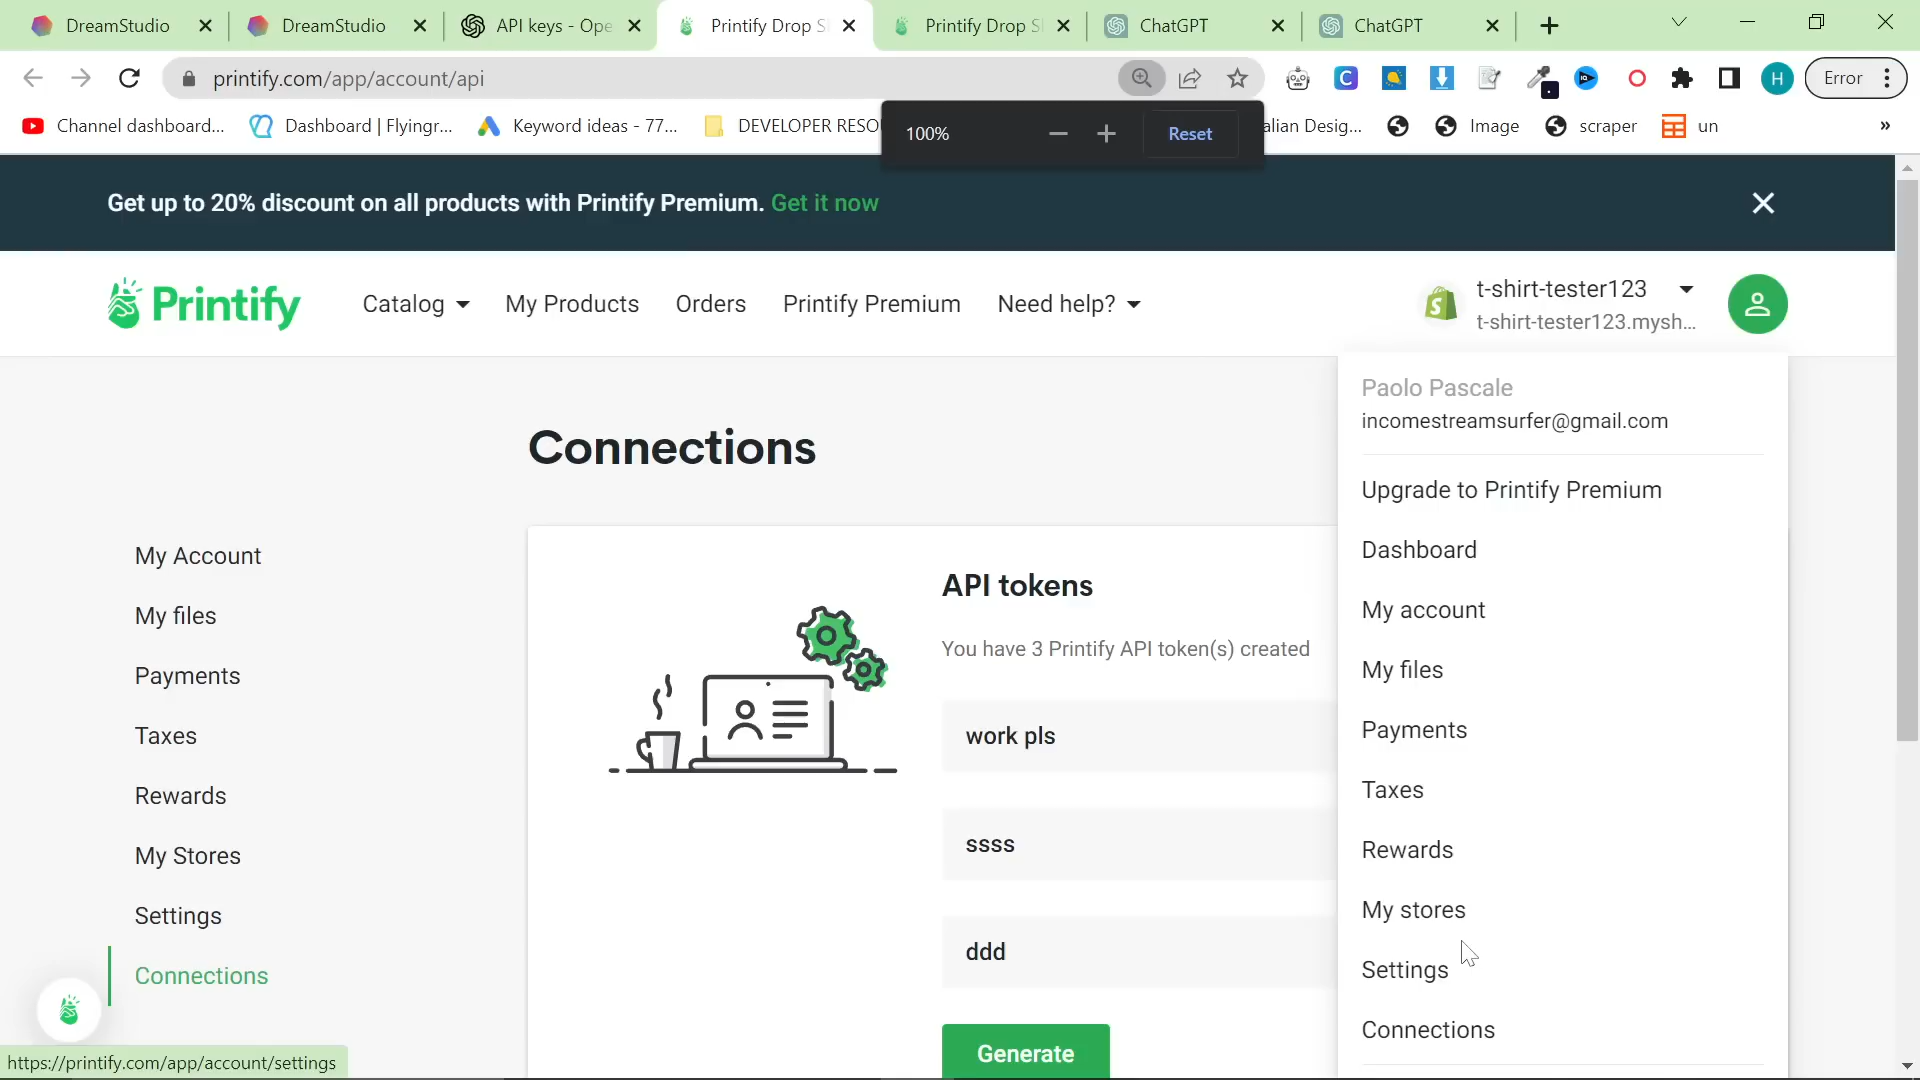 DreamStudio
DreamStudio
API keys - Ope
Printify Drop S
Printify Drop S
ChatGPT
ChatGPT
printify.com/app/account/api
H
Error
Channel dashboard...
Dashboard | Flyingr...
Keyword ideas - 77...
DEVELOPER RESO
alian Desig...
Image
scraper
un
»
100%
Reset
Get up to 20% discount on all products with Printify Premium. Get it now
Printify
Catalog
My Products
Orders
Printify Premium
Need help?
t-shirt-tester123
t-shirt-tester123.mysh...
Paolo Pascale
incomestreamsurfer@gmail.com
Upgrade to Printify Premium
Dashboard
My account
My files
Payments
Taxes
Rewards
My stores
Settings
Connections
Connections
My Account
My files
Payments
Taxes
Rewards
My Stores
Settings
Connections
API tokens
You have 3 Printify API token(s) created
work pls
ssss
ddd
Generate
https://printify.com/app/account/settings